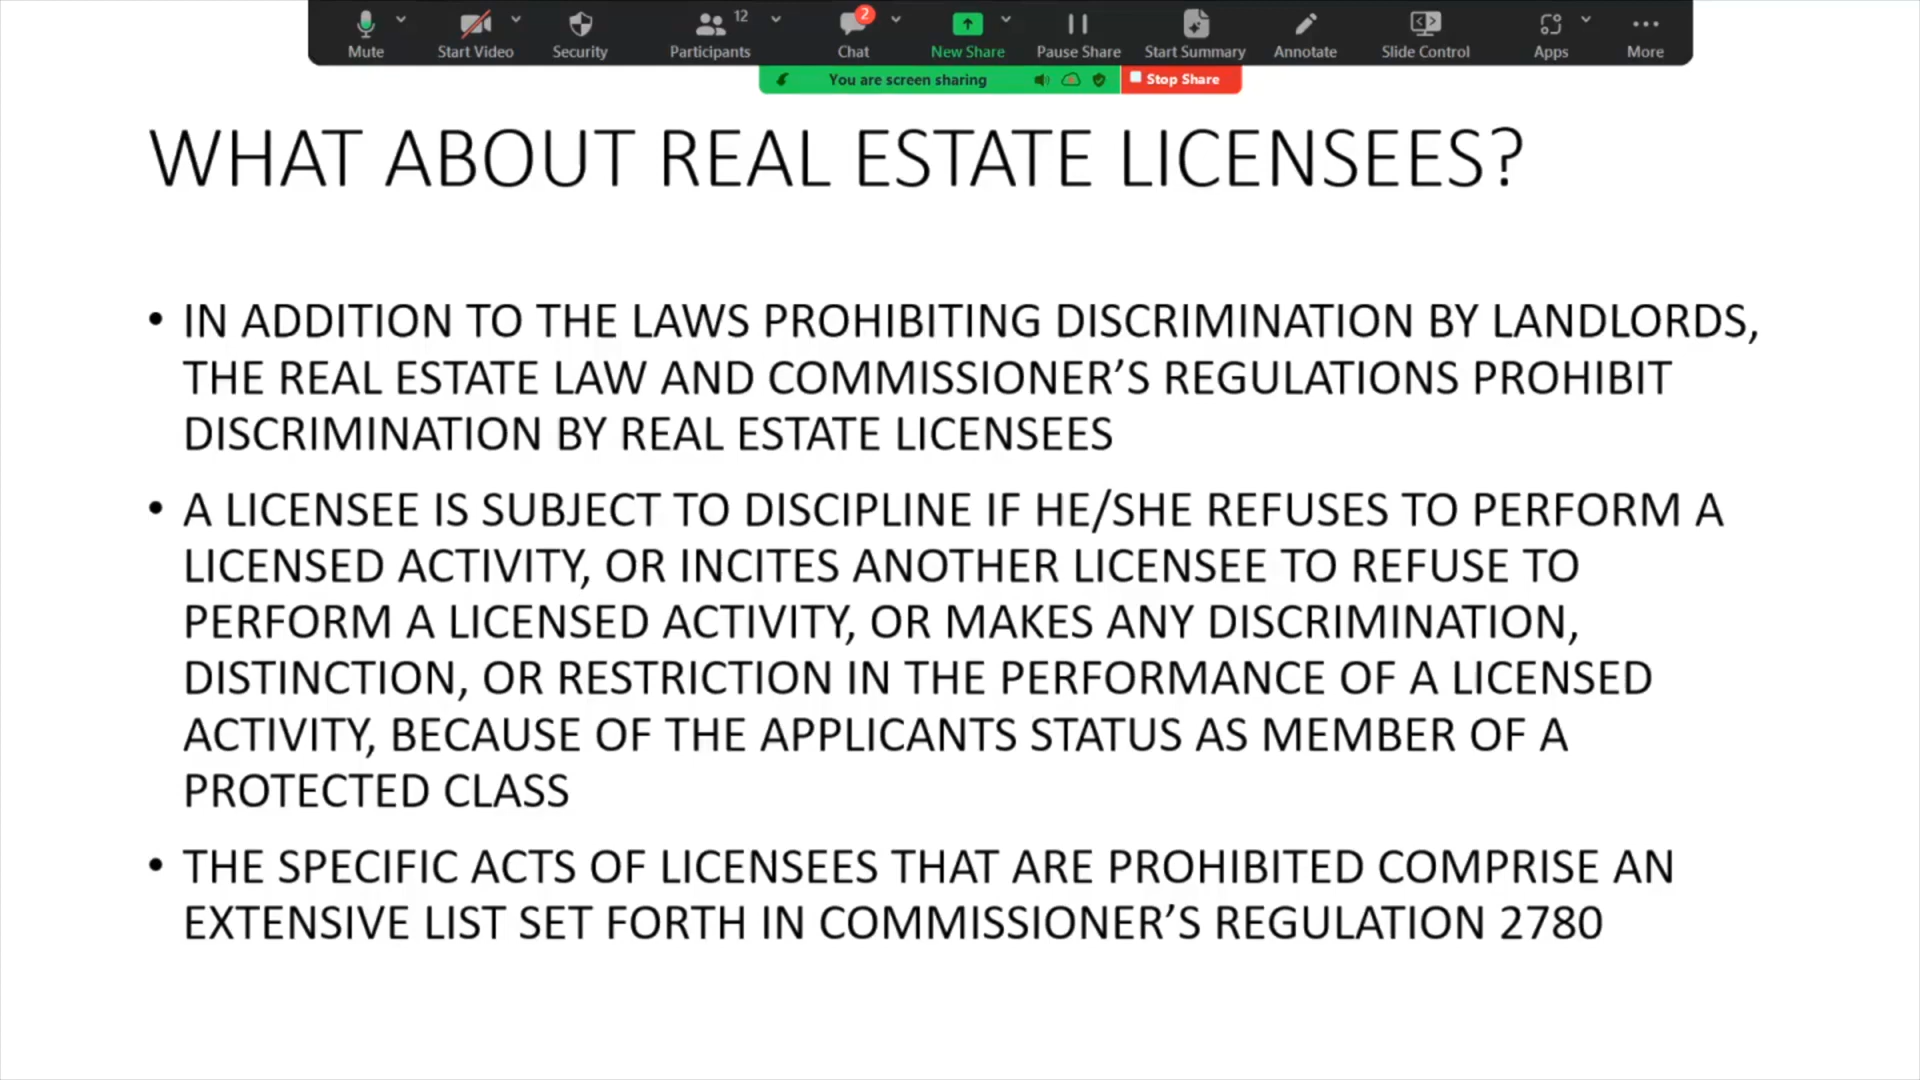 Mute
Start Video
Security
Participants 12
Chat 2
New Share
Pause Share
Start Summary
Annotate
Slide Control
Apps
More
You are screen sharing
Stop Share
WHAT ABOUT REAL ESTATE LICENSEES?
• IN ADDITION TO THE LAWS PROHIBITING DISCRIMINATION BY LANDLORDS,
THE REAL ESTATE LAW AND COMMISSIONER’S REGULATIONS PROHIBIT
DISCRIMINATION BY REAL ESTATE LICENSEES
• A LICENSEE IS SUBJECT TO DISCIPLINE IF HE/SHE REFUSES TO PERFORM A
LICENSED ACTIVITY, OR INCITES ANOTHER LICENSEE TO REFUSE TO
PERFORM A LICENSED ACTIVITY, OR MAKES ANY DISCRIMINATION,
DISTINCTION, OR RESTRICTION IN THE PERFORMANCE OF A LICENSED
ACTIVITY, BECAUSE OF THE APPLICANTS STATUS AS MEMBER OF A
PROTECTED CLASS
• THE SPECIFIC ACTS OF LICENSEES THAT ARE PROHIBITED COMPRISE AN
EXTENSIVE LIST SET FORTH IN COMMISSIONER’S REGULATION 2780